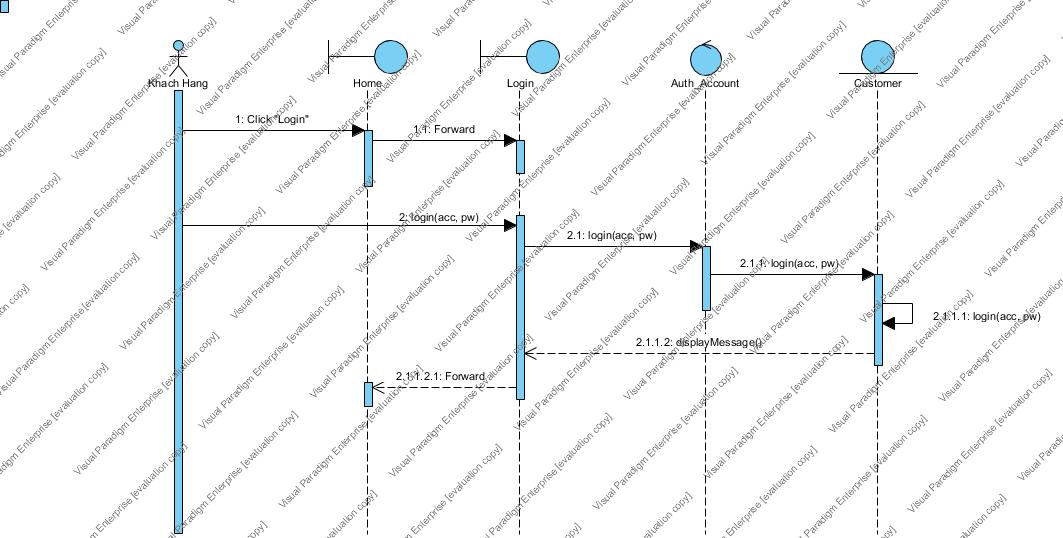 Khach Hang
Home
Login
Auth_Account
Customer
1: Click "Login"
1.1: Forward
2: login(acc, pw)
2.1: login(acc, pw)
2.1.1: login(acc, pw)
2.1.1.1: login(acc, pw)
2.1.1.2: displayMessage()
2.1.1.2.1: Forward
Visual Paradigm Enterprise [evaluation copy]